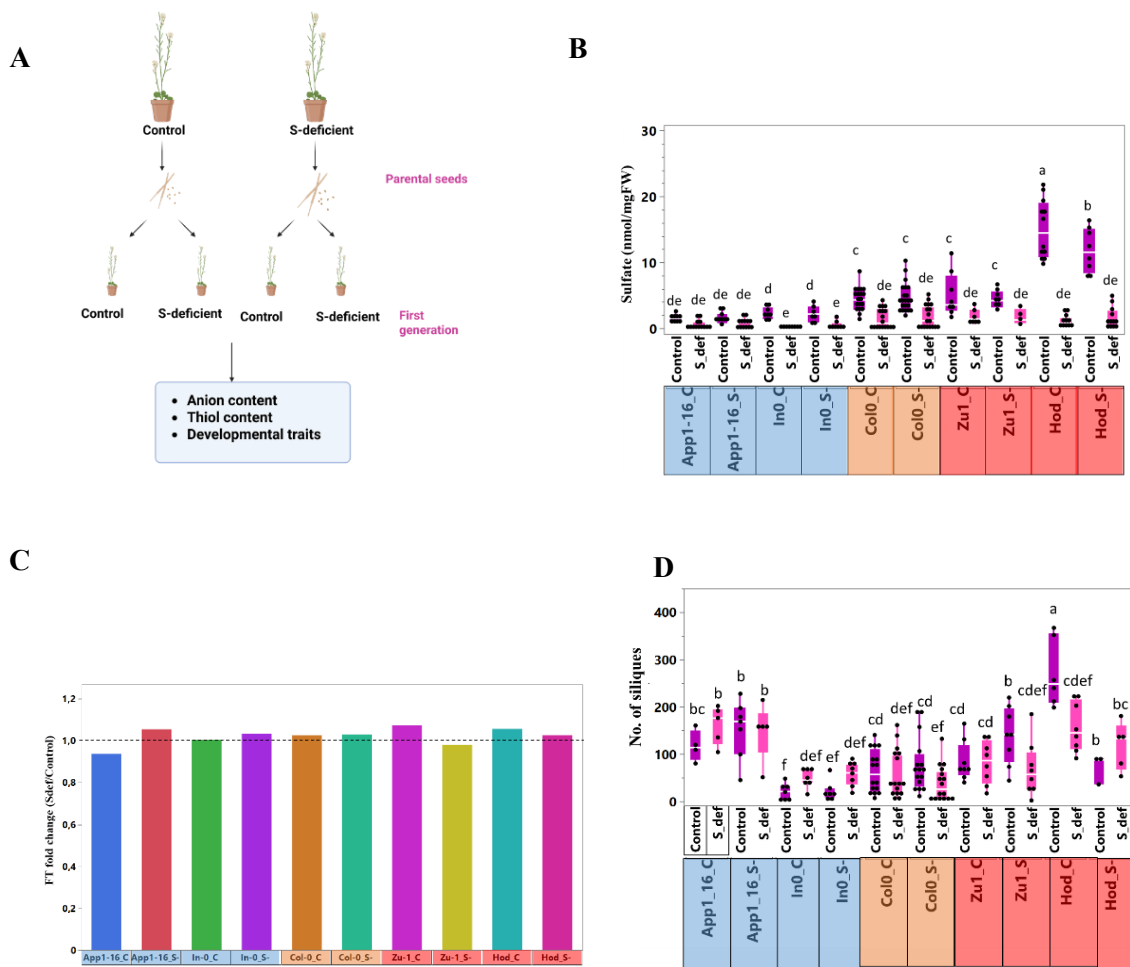 A
Control
S-deficient
Parental seeds
Control
S-deficient
Control
S-deficient
First
generation
Anion content
Thiol content
Developmental traits
B
Sulfate (nmol/mgFW)
30
20
10
0
de de de de d e d e c de c de c de c de a de b de
Control S_def Control S_def Control S_def Control S_def Control S_def Control S_def Control S_def Control S_def Control S_def Control S_def
App1-16_C App1-16_S- In0_C In0_S- Col0_C Col0_S- Zu1_C Zu1_S- Hod_C Hod_S-
C
FT fold change (Sdef/Control)
1,2
1,0
0,8
0,6
0,4
0,2
0
App1-16_C App1-16_S- In-0_C In-0_S- Col-0_C Col-0_S- Zu-1_C Zu-1_S- Hod_C Hod_S-
D
No. of siliques
400
300
200
100
0
bc b b b f def f def cd def cd ef cd cd b cdef a cdef b bc
Control S_def Control S_def Control S_def Control S_def Control S_def Control S_def Control S_def Control S_def Control S_def Control S_def
App1_16_C App1_16_S- In0_C In0_S- Col0_C Col0_S- Zu1_C Zu1_S- Hod_C Hod_S-